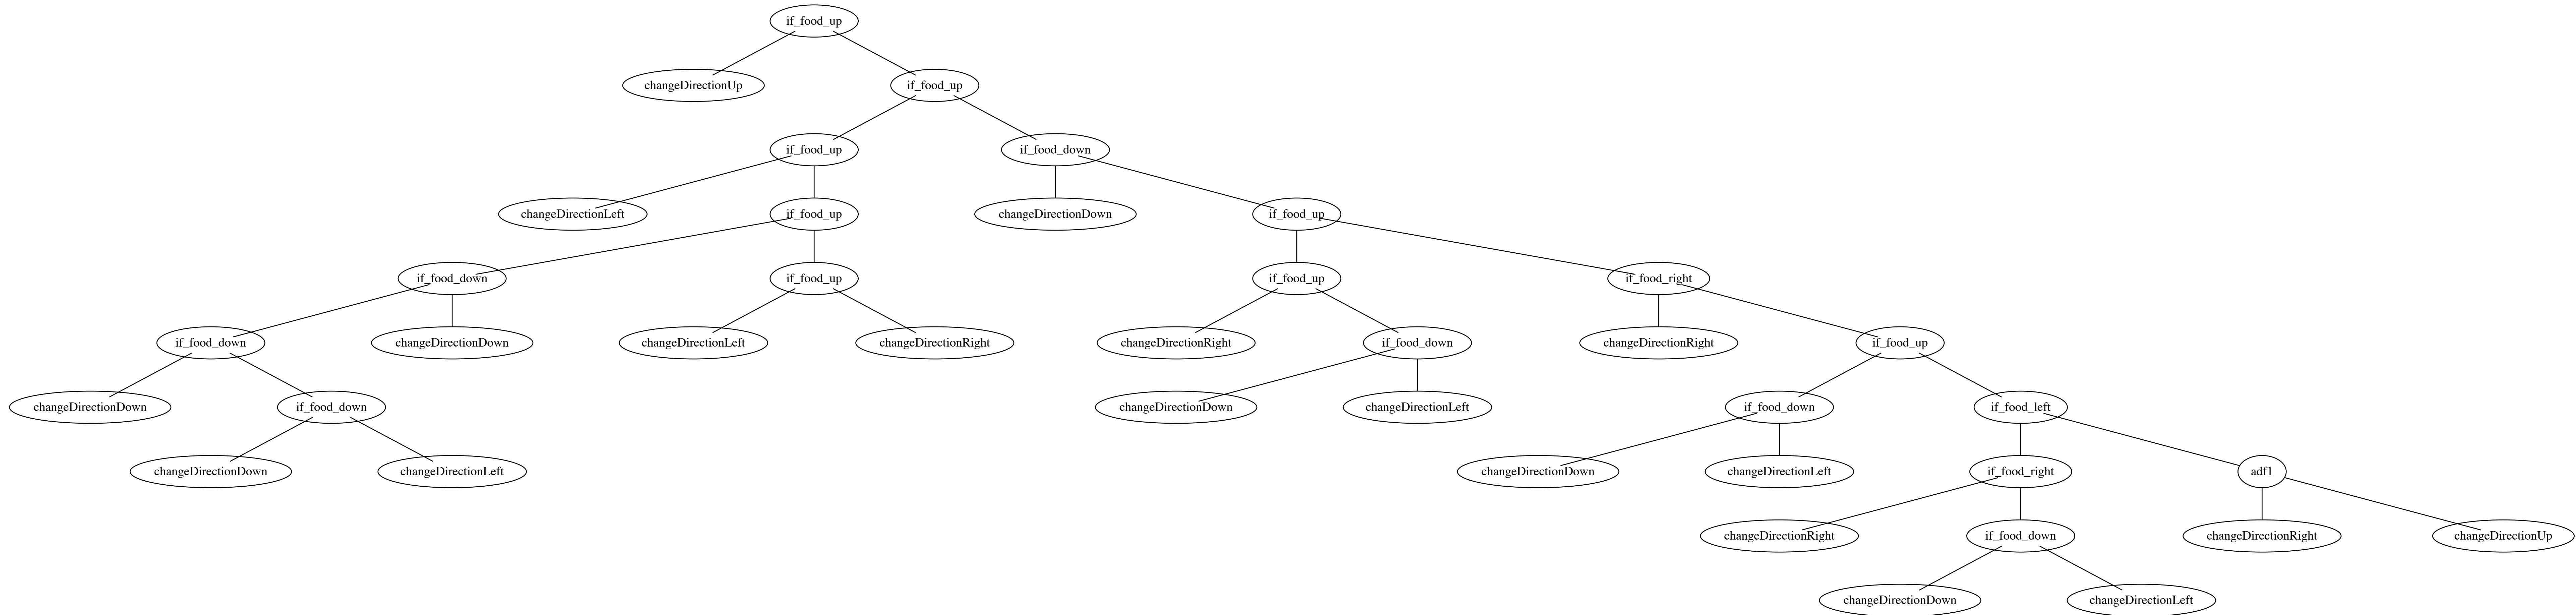 if_food_up
changeDirectionUp
if_food_up
if_food_up
if_food_down
changeDirectionLeft
if_food_up
changeDirectionDown
if_food_up
if_food_down
if_food_up
if_food_up
if_food_right
if_food_down
changeDirectionDown
changeDirectionLeft
changeDirectionRight
changeDirectionRight
if_food_down
changeDirectionRight
if_food_up
changeDirectionDown
if_food_down
changeDirectionDown
changeDirectionLeft
if_food_down
if_food_left
changeDirectionDown
changeDirectionLeft
changeDirectionDown
changeDirectionLeft
if_food_right
adf1
changeDirectionRight
if_food_down
changeDirectionRight
changeDirectionUp
changeDirectionDown
changeDirectionLeft